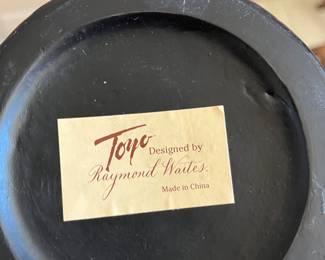 Toyo Designed by
Raymond Waites.
Made in China